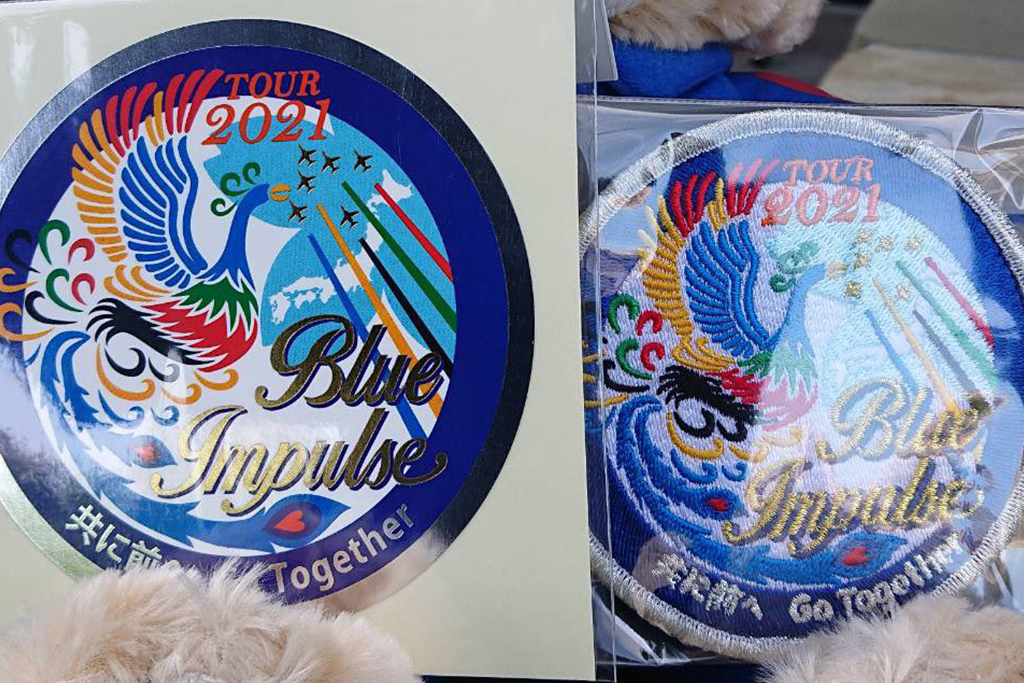 TOUR
2021
Blue
Impulse
共に前へ Together
TOUR
2021
Blue
Impulse
共に前へ Go Together